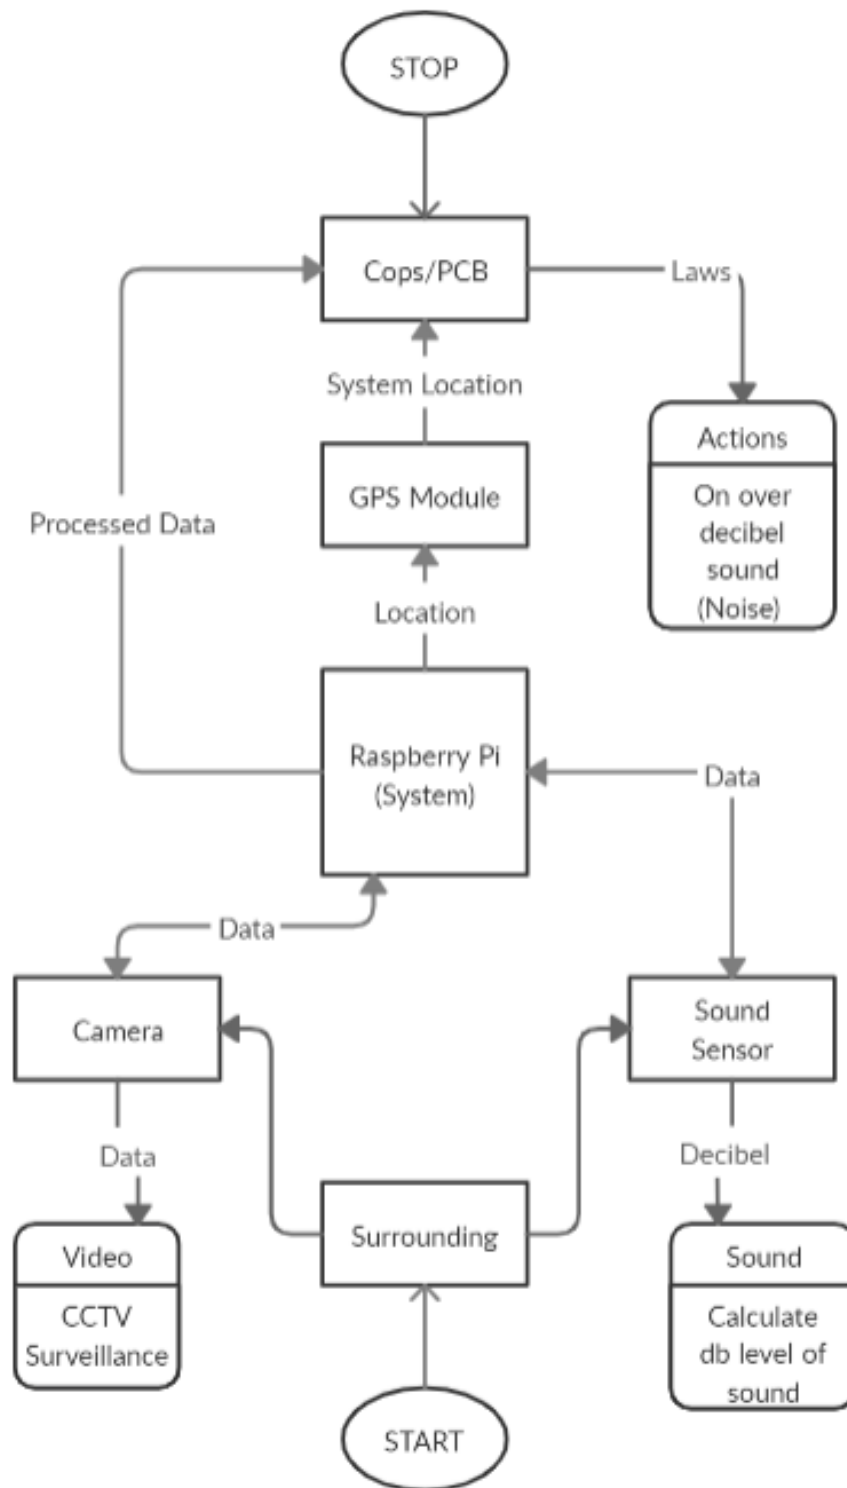 STOP
Cops/PCB
Laws
System Location
Actions
On over
decibel
sound
(Noise)
GPS Module
Processed Data
Location
Raspberry Pi
(System)
Data
Data
Camera
Sound
Sensor
Data
Decibel
Surrounding
Video
CCTV
Surveillance
Sound
Calculate
db level of
sound
START